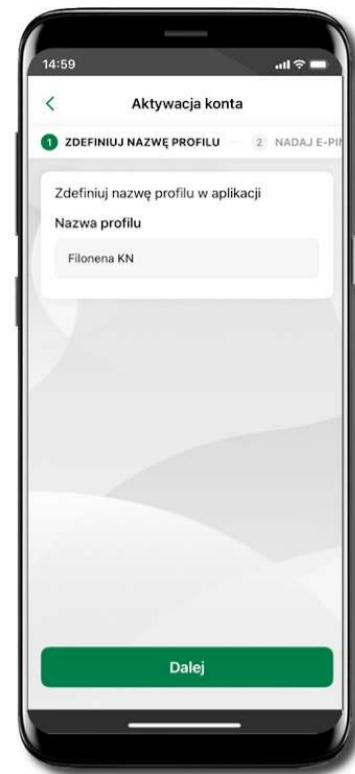 14:59
Aktywacja konta
1 ZDEFINIUJ NAZWĘ PROFILU 2 NADAJ E-PIN
Zdefiniuj nazwę profilu w aplikacji
Nazwa profilu
Filonena KN
Dalej